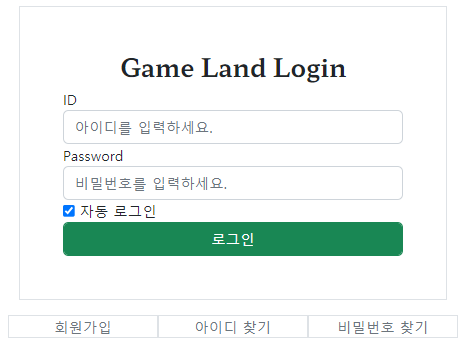 Game Land Login
ID
아이디를 입력하세요.
Password
비밀번호를 입력하세요.
자동 로그인
로그인
회원가입 아이디 찾기 비밀번호 찾기